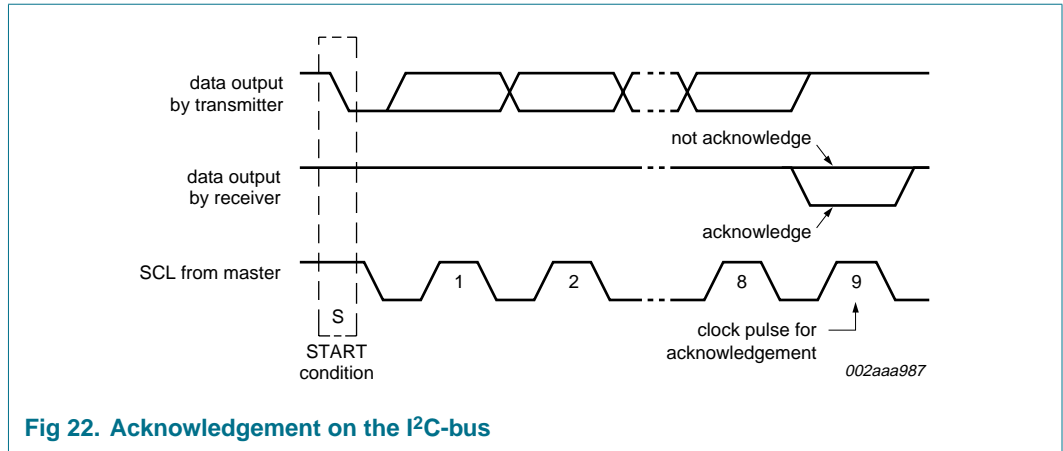 data output
by transmitter
not acknowledge
data output
by receiver
acknowledge
SCL from master
1
2
8
9
S
START
condition
clock pulse for
acknowledgement
002aaa987
Fig 22. Acknowledgement on the I²C-bus